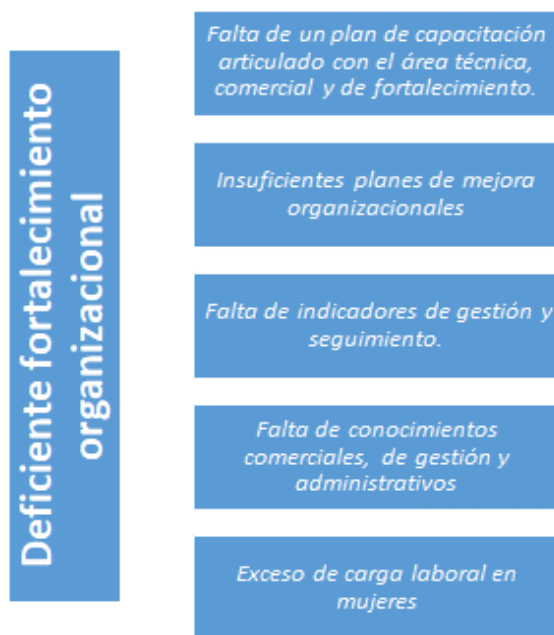 Deficiente fortalecimiento
organizacional
Falta de un plan de capacitación
articulado con el área técnica,
comercial y de fortalecimiento.
Insuficientes planes de mejora
organizacionales
Falta de indicadores de gestión y
seguimiento.
Falta de conocimientos
comerciales, de gestión y
administrativos
Exceso de carga laboral en
mujeres